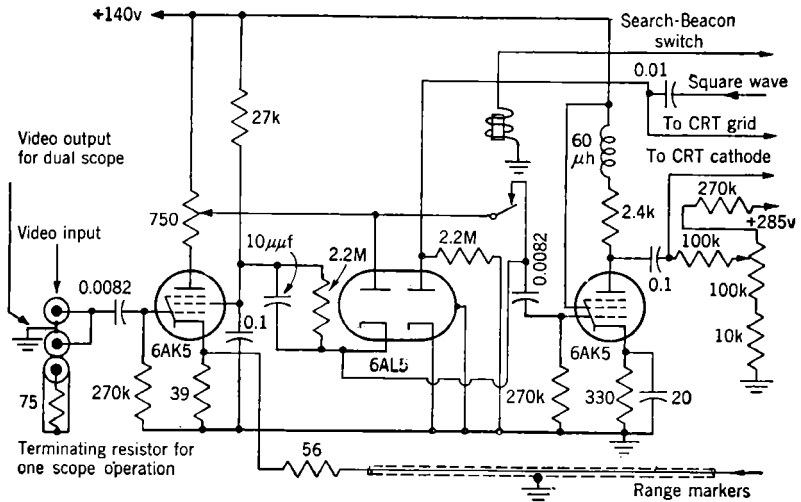 +140v
Search-Beacon
switch
0.01
Square wave
To CRT grid
To CRT cathode
27k
60
μh
270k
+285v
Video output
for dual scope
Video input
750
10μμf
2.2M
2.2M
0.0082
2.4k
100k
0.1
100k
0.0082
0.1
6AK5
6AL5
6AK5
10k
75
270k
39
270k
330
20
Terminating resistor for
one scope operation
56
Range markers